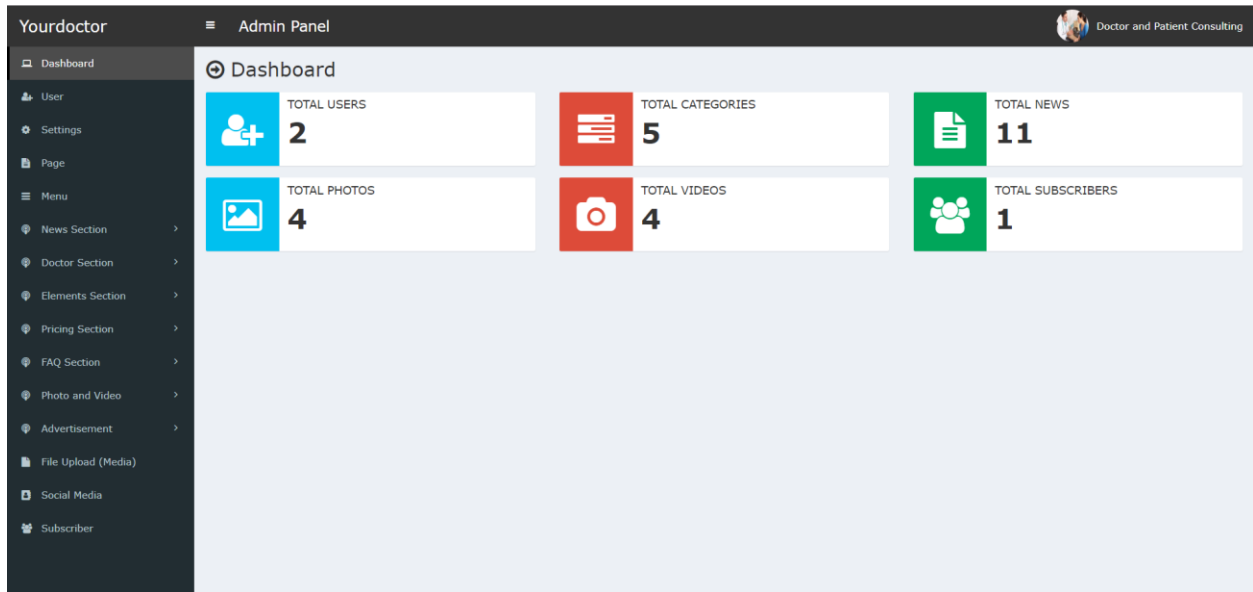 Yourdoctor
Admin Panel
Doctor and Patient Consulting
Dashboard
User
Settings
Page
Menu
News Section
Doctor Section
Elements Section
Pricing Section
FAQ Section
Photo and Video
Advertisement
File Upload (Media)
Social Media
Subscriber
Dashboard
TOTAL USERS
2
TOTAL CATEGORIES
5
TOTAL NEWS
11
TOTAL PHOTOS
4
TOTAL VIDEOS
4
TOTAL SUBSCRIBERS
1